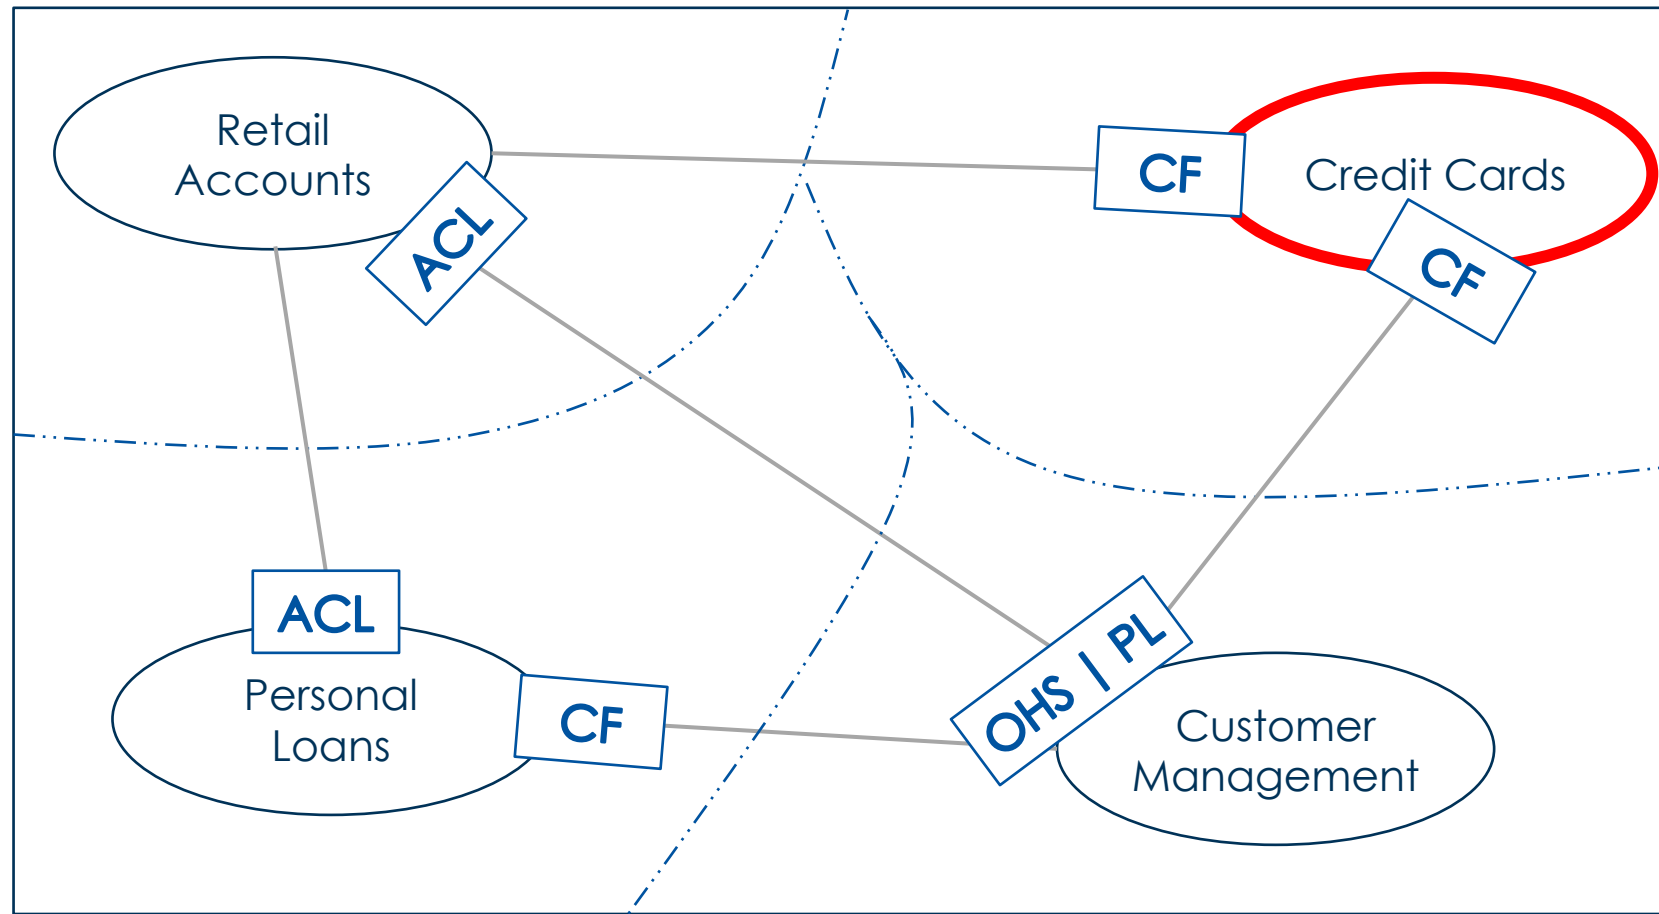 Retail
Accounts
ACL
CF
Credit Cards
CF
ACL
Personal
Loans
CF
OHS | PL
Customer
Management